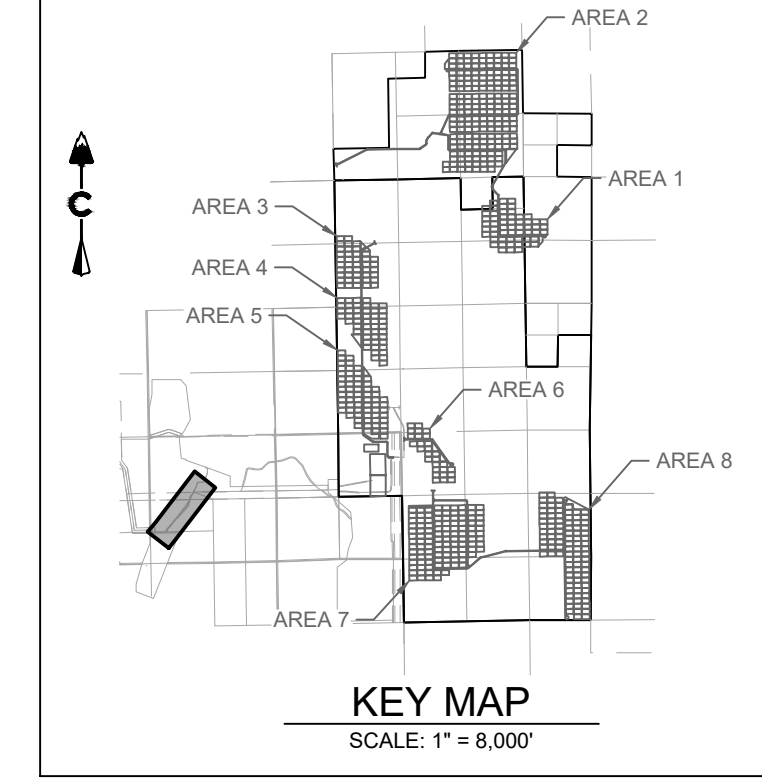 AREA 2
AREA 1
AREA 3
AREA 4
AREA 5
AREA 6
AREA 8
AREA 7
C
KEY MAP
SCALE: 1" = 8,000'